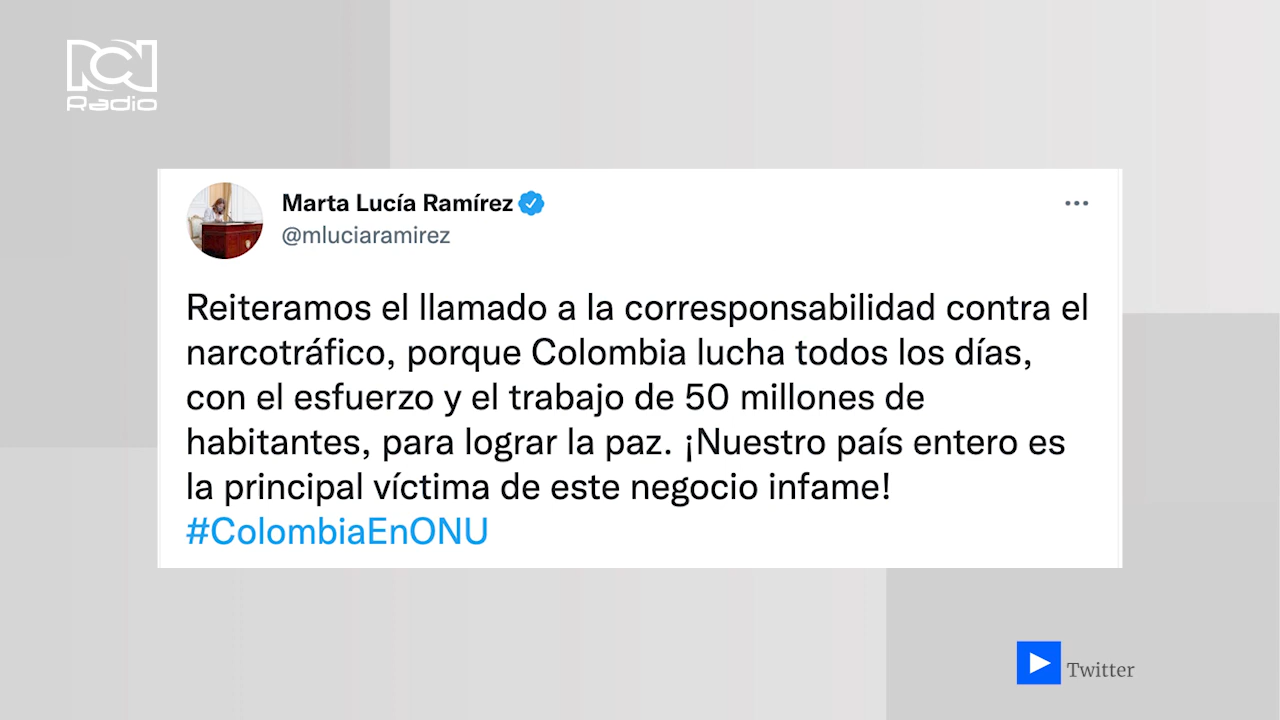 RCN
Radio
Marta Lucía Ramírez
@mluciaramirez
Reiteramos el llamado a la corresponsabilidad contra el
narcotráfico, porque Colombia lucha todos los días,
con el esfuerzo y el trabajo de 50 millones de
habitantes, para lograr la paz. ¡Nuestro país entero es
la principal víctima de este negocio infame!
#ColombiaEnONU
Twitter